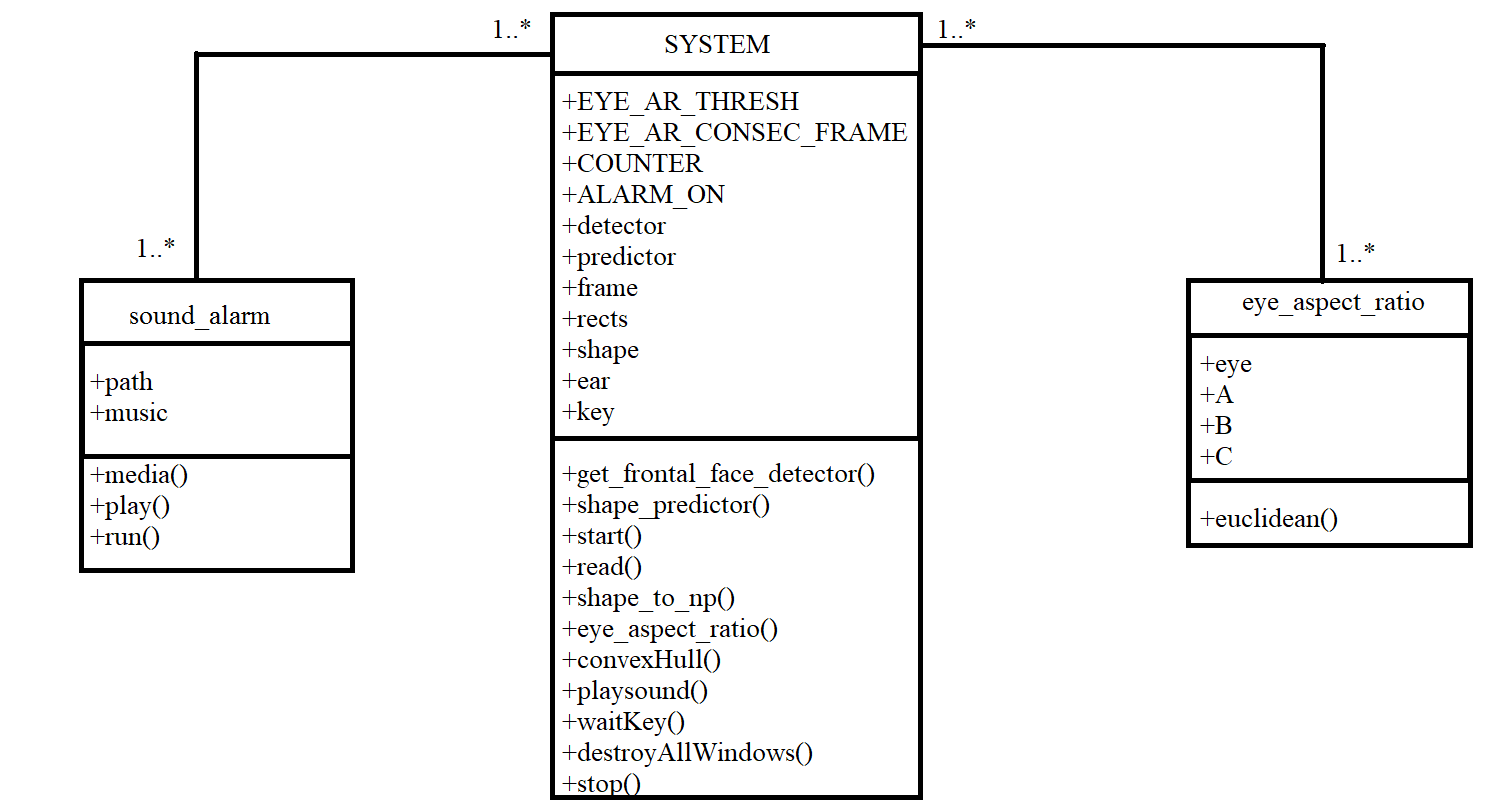 1..*
SYSTEM
1..*
+EYE_AR_THRESH
+EYE_AR_CONSEC_FRAME
+COUNTER
+ALARM_ON
+detector
+predictor
+frame
+rects
+shape
+ear
+key
+get_frontal_face_detector()
+shape_predictor()
+start()
+read()
+shape_to_np()
+eye_aspect_ratio()
+convexHull()
+playsound()
+waitKey()
+destroyAllWindows()
+stop()
1..*
sound_alarm
+path
+music
+media()
+play()
+run()
1..*
eye_aspect_ratio
+eye
+A
+B
+C
+euclidean()